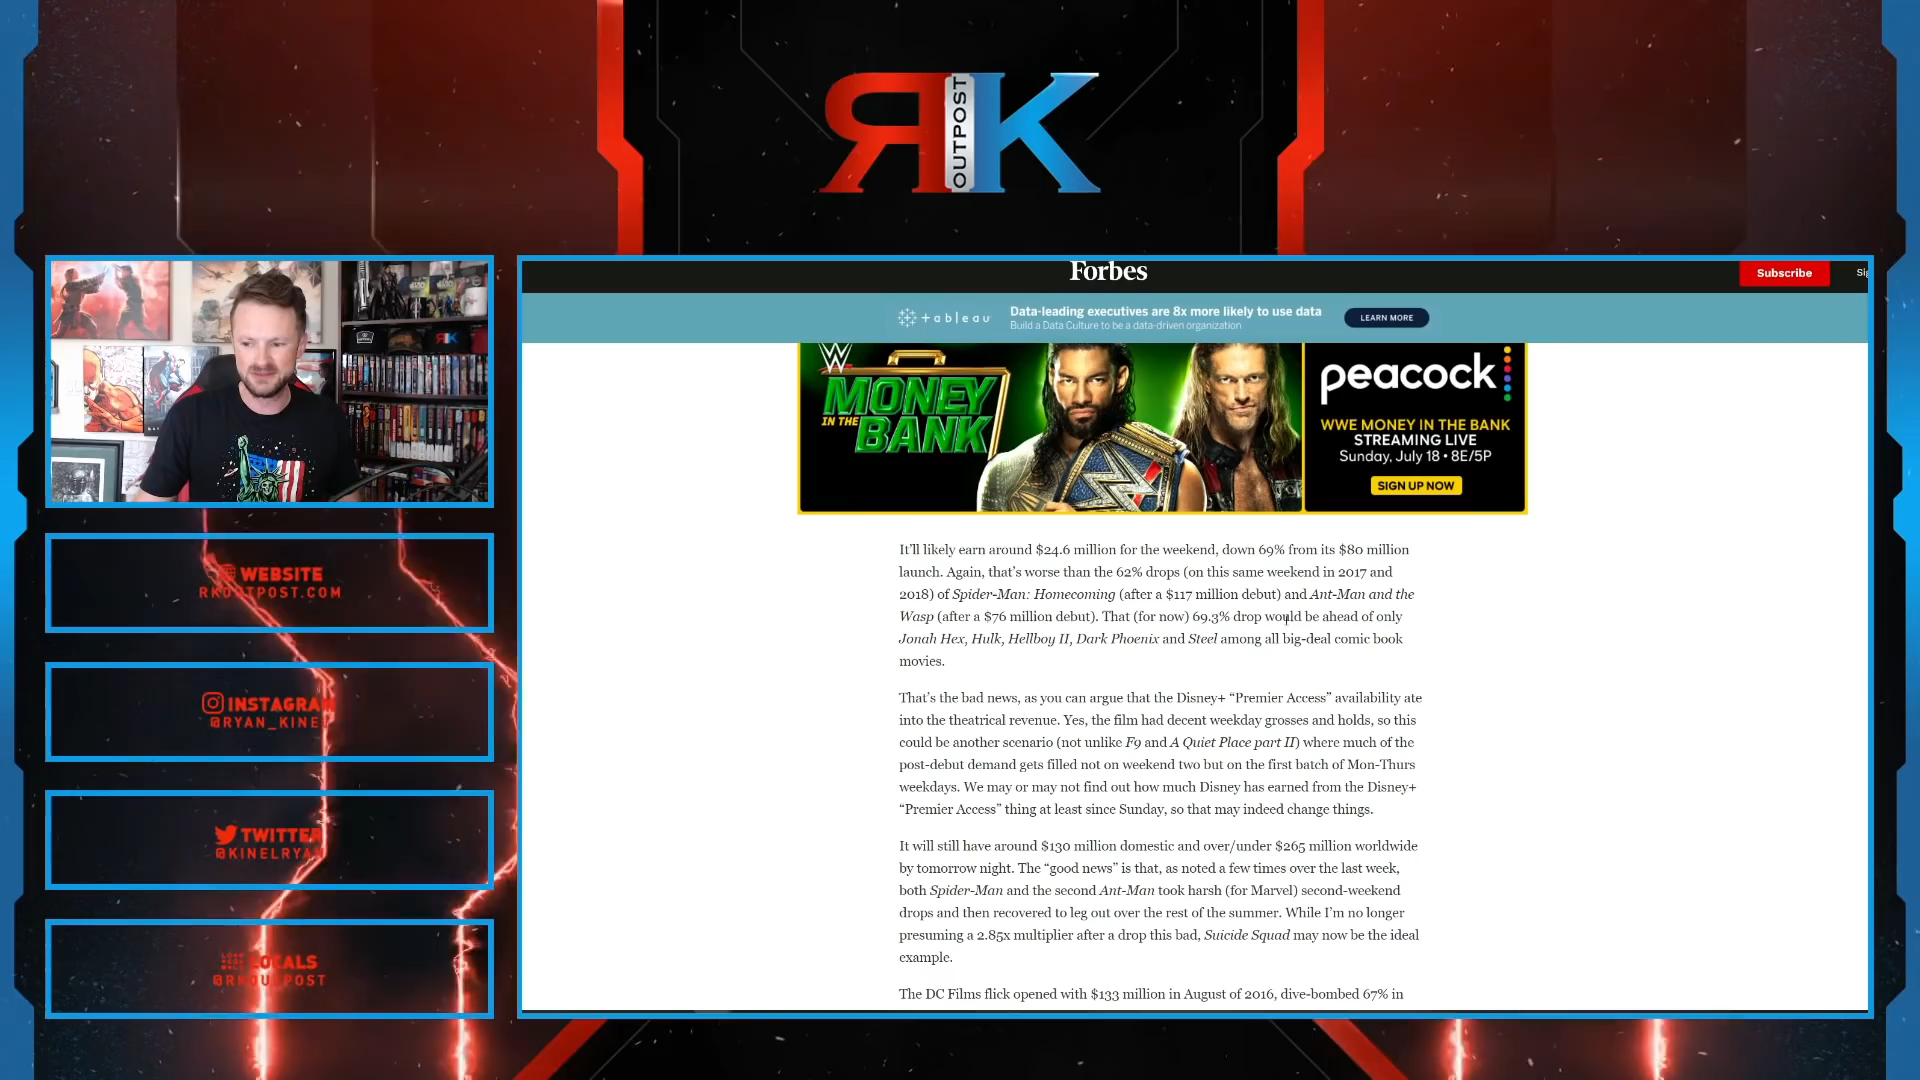 RK
OUTPOST
Forbes
Subscribe
tableau
Data-leading executives are 8x more likely to use data
Build a Data Culture to be a data-driven organization
LEARN MORE
W
MONEY
IN THE
BANK
peacock
WWE MONEY IN THE BANK
STREAMING LIVE
Sunday, July 18 • 8E/5P
SIGN UP NOW
WEBSITE
RKOUTPOST.COM
INSTAGRAM
@RYAN_KINEL
TWITTER
@KINELRYAN
LOCALS
@RKOUTPOST
It’ll likely earn around $24.6 million for the weekend, down 69% from its $80 million
launch. Again, that’s worse than the 62% drops (on this same weekend in 2017 and
2018) of Spider-Man: Homecoming (after a $117 million debut) and Ant-Man and the
Wasp (after a $76 million debut). That (for now) 69.3% drop would be ahead of only
Jonah Hex, Hulk, Hellboy II, Dark Phoenix and Steel among all big-deal comic book
movies.
That’s the bad news, as you can argue that the Disney+ “Premier Access” availability ate
into the theatrical revenue. Yes, the film had decent weekday grosses and holds, so this
could be another scenario (not unlike F9 and A Quiet Place part II) where much of the
post-debut demand gets filled not on weekend two but on the first batch of Mon-Thurs
weekdays. We may or may not find out how much Disney has earned from the Disney+
“Premier Access” thing at least since Sunday, so that may indeed change things.
It will still have around $130 million domestic and over/under $265 million worldwide
by tomorrow night. The “good news” is that, as noted a few times over the last week,
both Spider-Man and the second Ant-Man took harsh (for Marvel) second-weekend
drops and then recovered to leg out over the rest of the summer. While I’m no longer
presuming a 2.85x multiplier after a drop this bad, Suicide Squad may now be the ideal
example.
The DC Films flick opened with $133 million in August of 2016, dive-bombed 67% in